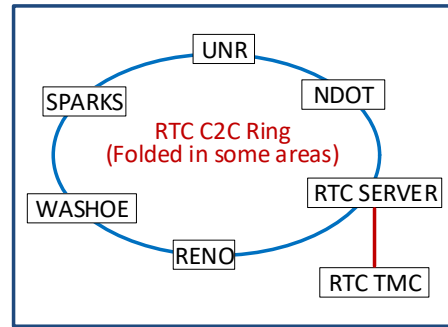 UNR
SPARKS
NDOT
RTC C2C Ring
(Folded in some areas)
WASHOE
RTC SERVER
RENO
RTC TMC